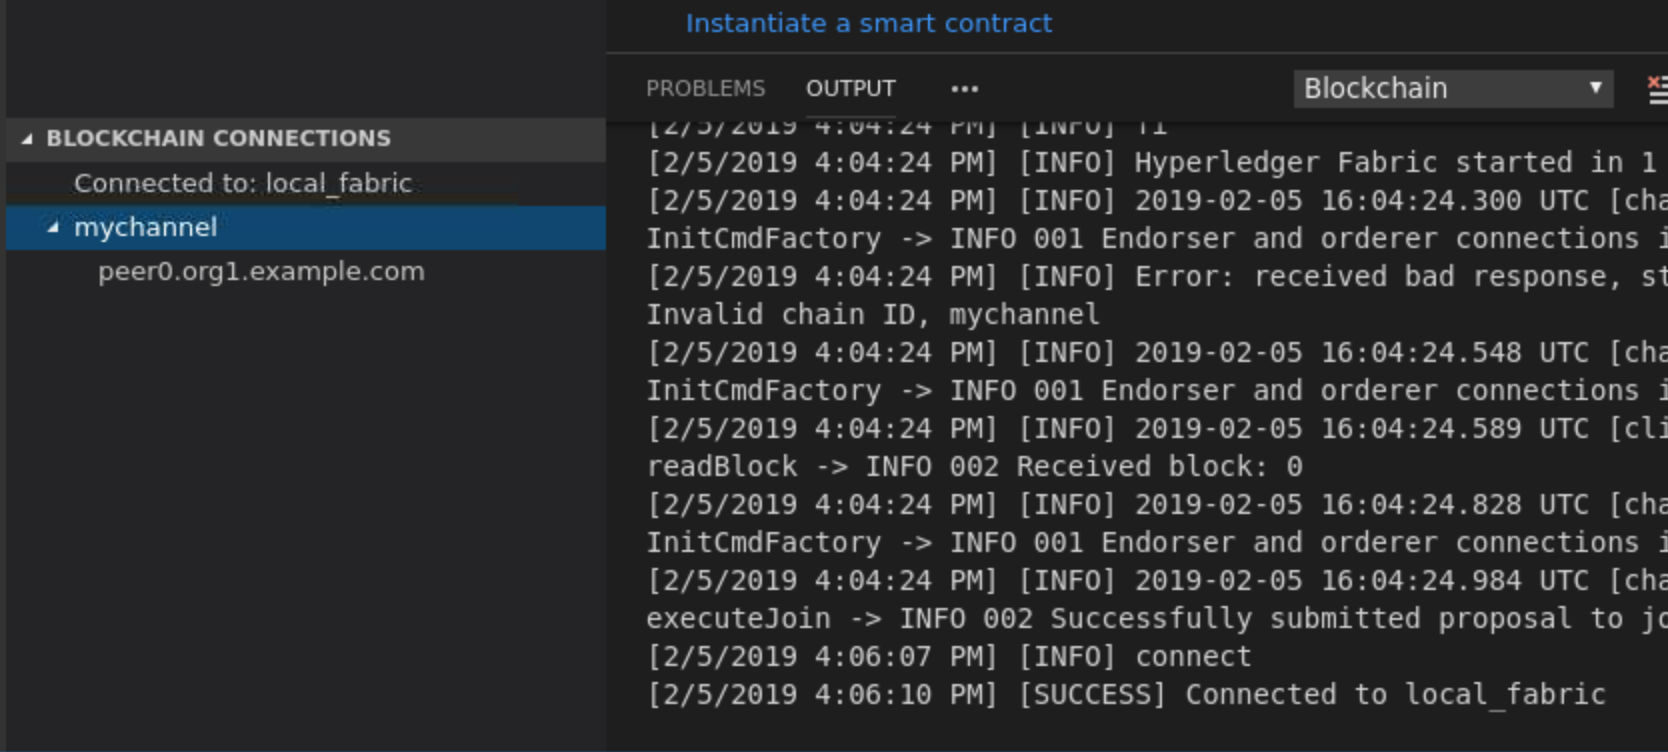 Instantiate a smart contract
PROBLEMS OUTPUT ... Blockchain
BLOCKCHAIN CONNECTIONS
Connected to: local_fabric
mychannel
peer0.org1.example.com
[2/5/2019 4:04:24 PM] [INFO] fi
[2/5/2019 4:04:24 PM] [INFO] Hyperledger Fabric started in 1
[2/5/2019 4:04:24 PM] [INFO] 2019-02-05 16:04:24.300 UTC [cha
InitCmdFactory -> INFO 001 Endorser and orderer connections i
[2/5/2019 4:04:24 PM] [INFO] Error: received bad response, st
Invalid chain ID, mychannel
[2/5/2019 4:04:24 PM] [INFO] 2019-02-05 16:04:24.548 UTC [cha
InitCmdFactory -> INFO 001 Endorser and orderer connections i
[2/5/2019 4:04:24 PM] [INFO] 2019-02-05 16:04:24.589 UTC [cli
readBlock -> INFO 002 Received block: 0
[2/5/2019 4:04:24 PM] [INFO] 2019-02-05 16:04:24.828 UTC [cha
InitCmdFactory -> INFO 001 Endorser and orderer connections i
[2/5/2019 4:04:24 PM] [INFO] 2019-02-05 16:04:24.984 UTC [cha
executeJoin -> INFO 002 Successfully submitted proposal to jo
[2/5/2019 4:06:07 PM] [INFO] connect
[2/5/2019 4:06:10 PM] [SUCCESS] Connected to local_fabric